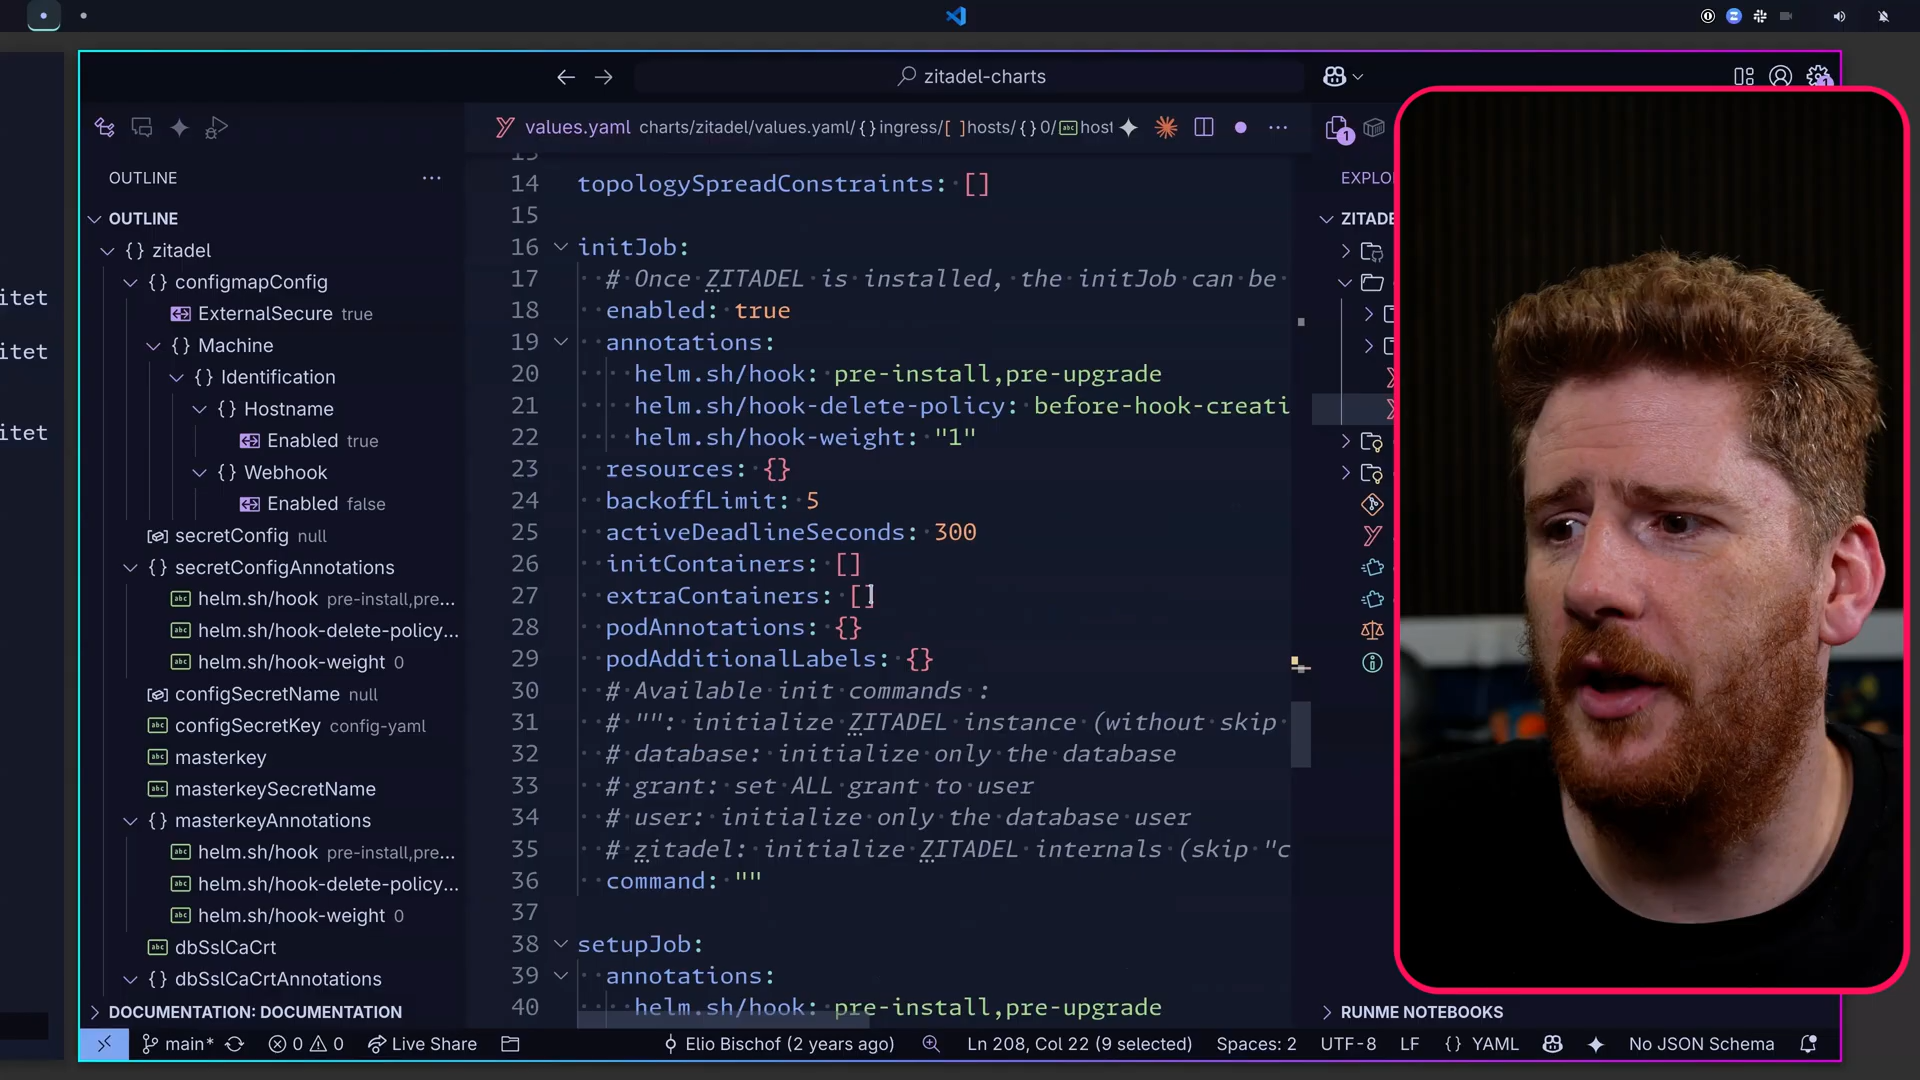 zitadel-charts
values.yaml charts/zitadel/values.yaml/{}ingress/[ ]hosts/{}0/abc host
OUTLINE
OUTLINE
{} zitadel
{} configmapConfig
ExternalSecure true
{} Machine
{} Identification
{} Hostname
Enabled true
{} Webhook
Enabled false
secretConfig null
{} secretConfigAnnotations
helm.sh/hook pre-install,pre...
helm.sh/hook-delete-policy...
helm.sh/hook-weight 0
configSecretName null
configSecretKey config-yaml
masterkey
masterkeySecretName
{} masterkeyAnnotations
helm.sh/hook pre-install,pre...
helm.sh/hook-delete-policy...
helm.sh/hook-weight 0
dbSslCaCrt
{} dbSslCaCrtAnnotations
DOCUMENTATION: DOCUMENTATION
itet
itet
itet
14 topologySpreadConstraints: []
15
16 initJob:
17 # Once ZITADEL is installed, the initJob can be
18 enabled: true
19 annotations:
20 helm.sh/hook: pre-install,pre-upgrade
21 helm.sh/hook-delete-policy: before-hook-creati
22 helm.sh/hook-weight: "1"
23 resources: {}
24 backoffLimit: 5
25 activeDeadlineSeconds: 300
26 initContainers: []
27 extraContainers: []
28 podAnnotations: {}
29 podAdditionalLabels: {}
30 # Available init commands :
31 # "": initialize ZITADEL instance (without skip
32 # database: initialize only the database
33 # grant: set ALL grant to user
34 # user: initialize only the database user
35 # zitadel: initialize ZITADEL internals (skip "c
36 command: ""
37
38 setupJob:
39 annotations:
40 helm.sh/hook: pre-install,pre-upgrade
1
EXPLO
ZITADE
RUNME NOTEBOOKS
main* 0 0 Live Share Elio Bischof (2 years ago) Ln 208, Col 22 (9 selected) Spaces: 2 UTF-8 LF {} YAML No JSON Schema